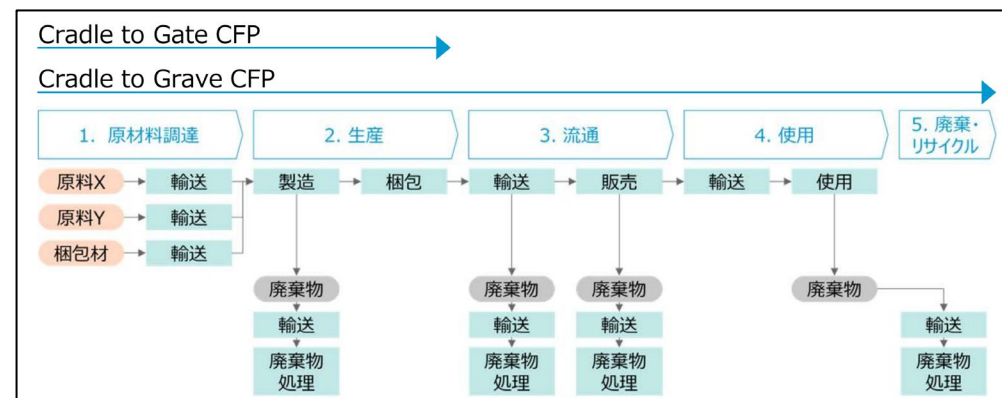 Cradle to Gate CFP
Cradle to Grave CFP
1. 原材料調達
2. 生産
3. 流通
4. 使用
5. 廃棄・
リサイクル
原料X
輸送
製造
梱包
輸送
販売
輸送
使用
原料Y
輸送
梱包材
輸送
廃棄物
廃棄物
廃棄物
廃棄物
輸送
輸送
輸送
輸送
廃棄物
処理
廃棄物
処理
廃棄物
処理
廃棄物
処理